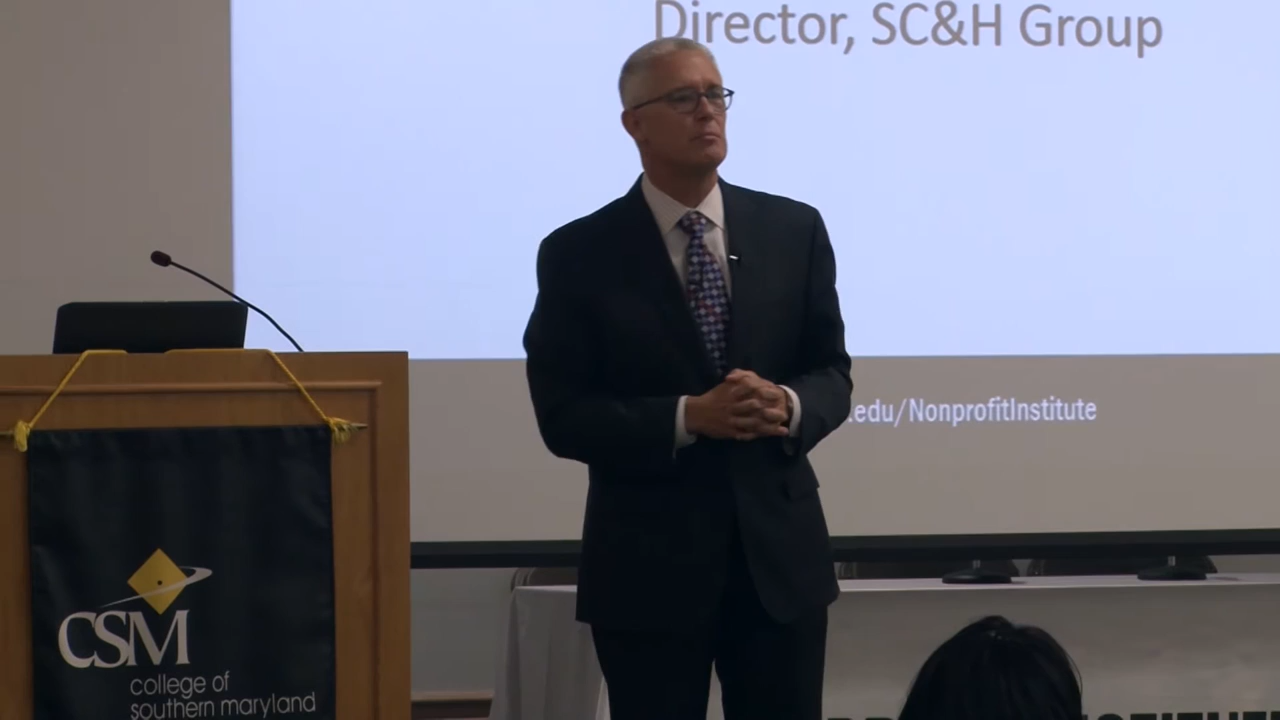 Director, SC&H Group
.edu/NonprofitInstitute
CSM
college of
southern maryland